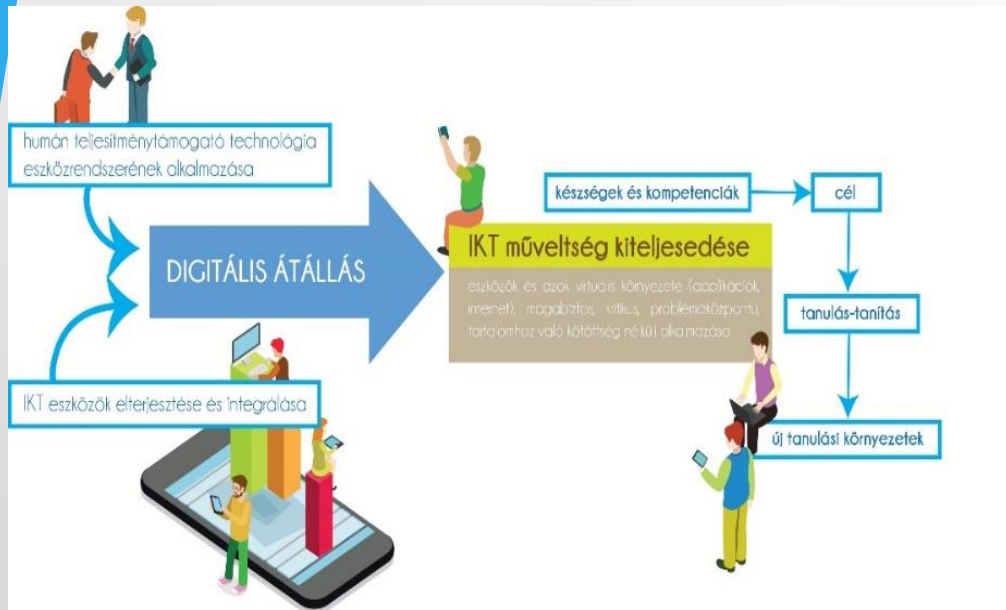 humán teljesítménytámogató technológia
eszközrendszerének alkalmazása
DIGITÁLIS ÁTÁLLÁS
IKT eszközök elterjesztése és integrálása
IKT műveltség kiteljesedése
eszközök és azok virtuális környezete (applikációk,
internet), magabiztos, kritikus, problémaközpontú,
tartalomhoz való kötöttség nélküli alkalmazása
készségek és kompetenciák
cél
tanulás-tanítás
új tanulási környezetek